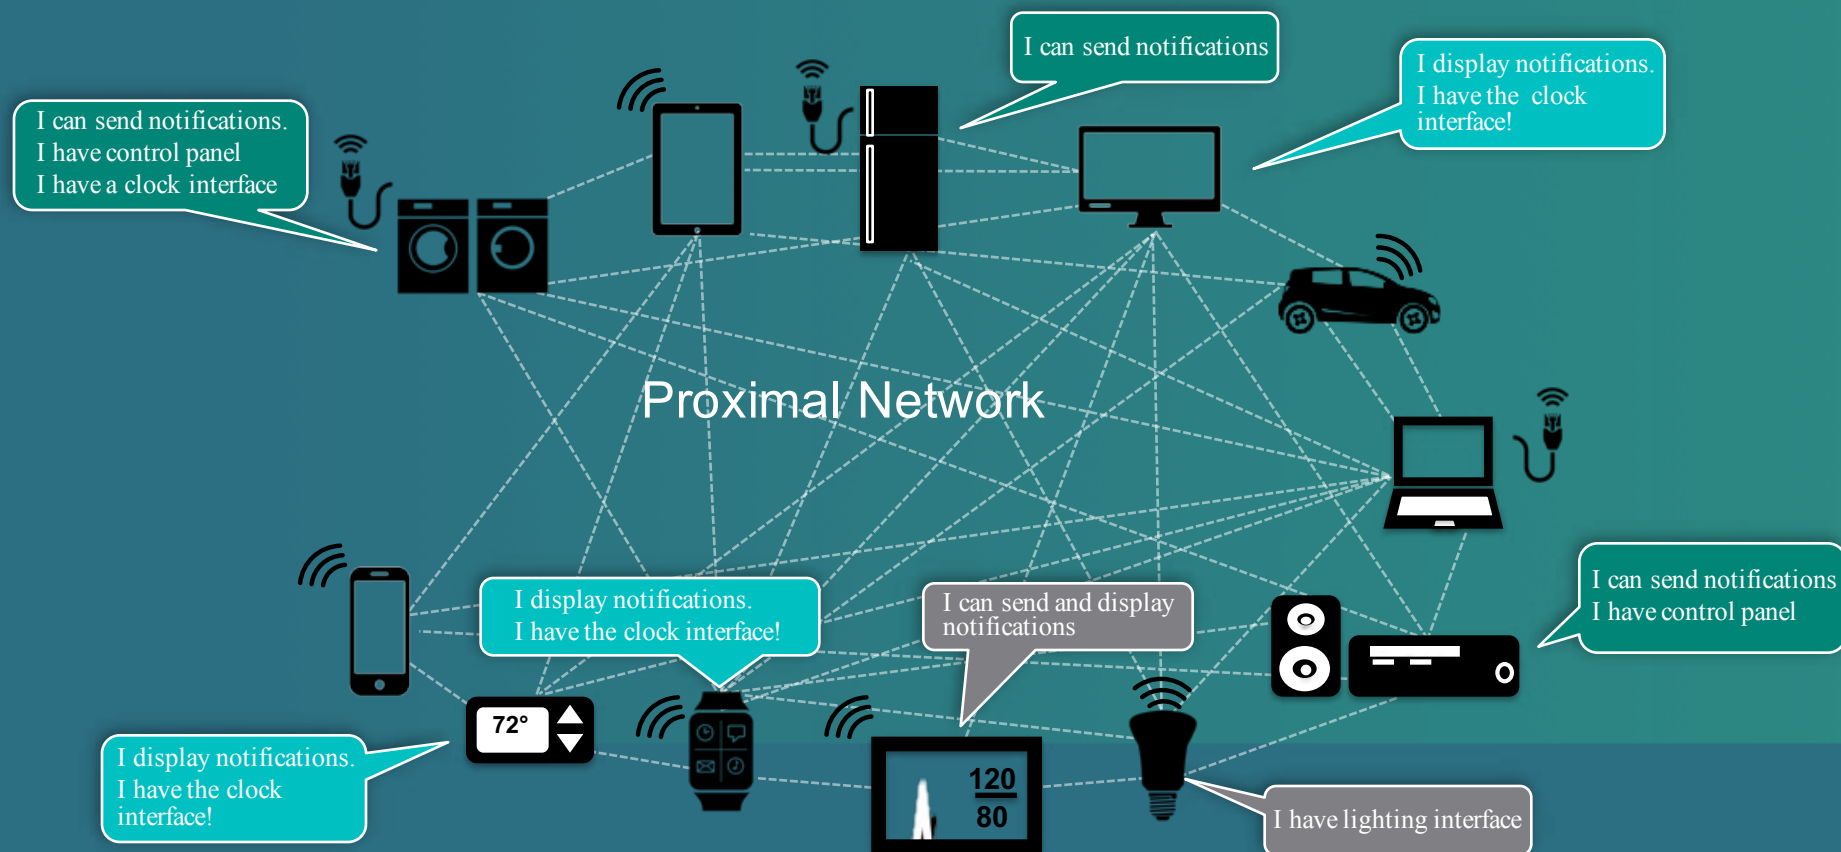 I can send notifications
I display notifications.
I have the clock
interface!
I can send notifications.
I have control panel
I have a clock interface
Proximal Network
I can send notifications
I have control panel
I display notifications.
I have the clock interface!
I can send and display
notifications
72°
I display notifications.
I have the clock
interface!
120
80
I have lighting interface